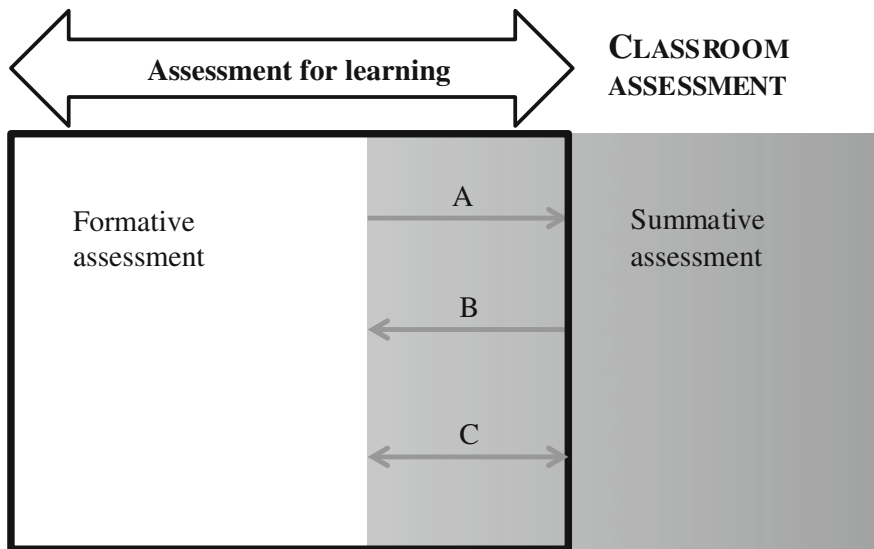 Assessment for learning
CLASSROOM
ASSESSMENT
Formative
assessment
Summative
assessment
A
B
C